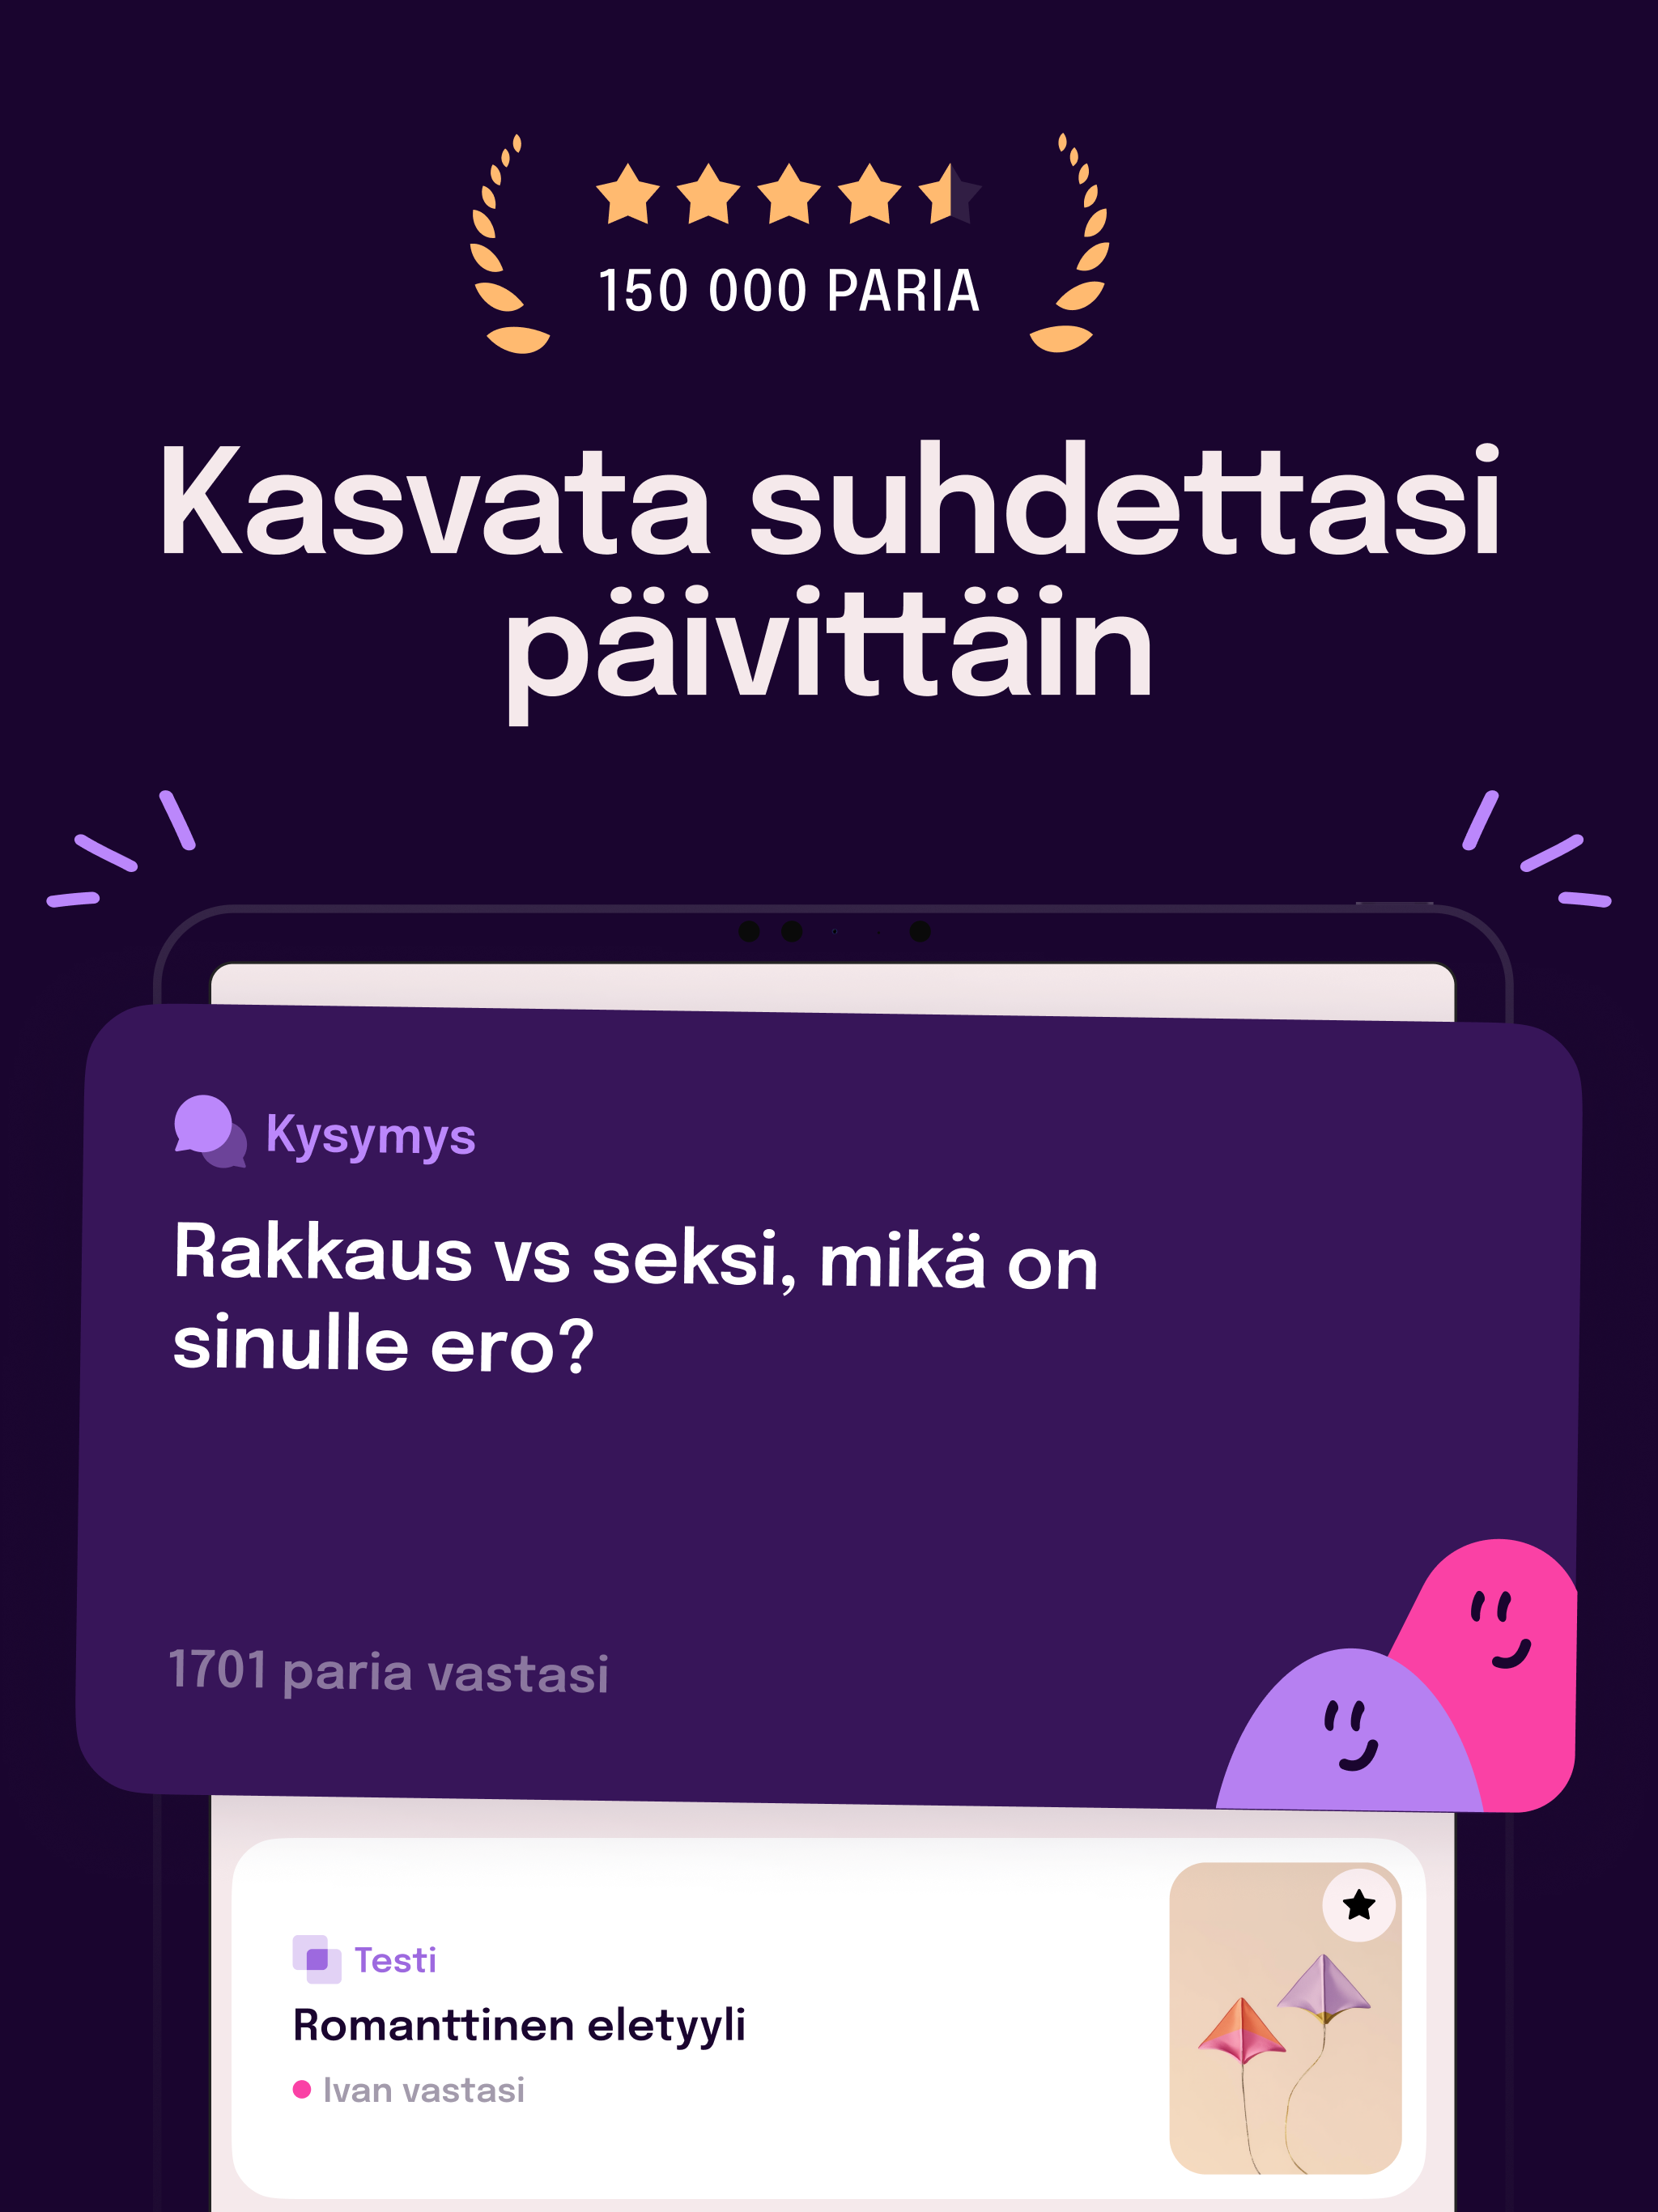 150 000 PARIA
Kasvata suhdettasi
päivittäin
Kysymys
Rakkaus vs seksi, mikä on
sinulle ero?
1701 paria vastasi
Testi
Romanttinen eletyyli
Ivan vastasi